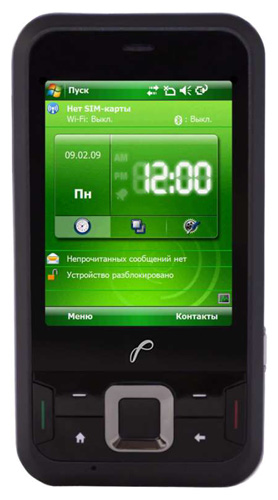 Пуск
Нет SIM-карты
Wi-Fi: Выкл.
: Выкл.
09.02.09
AM
PM
12:00
Пн
Непрочитанных сообщений нет
Устройство разблокировано
Меню
Контакты